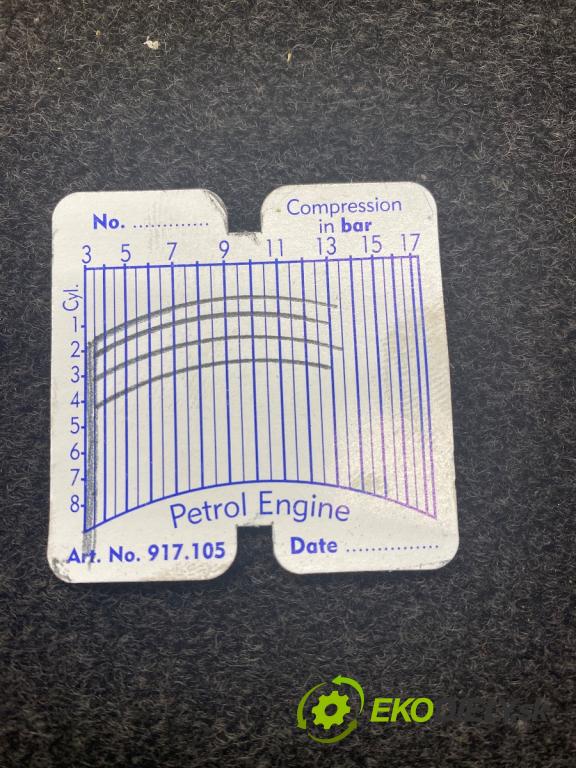 No. .............
Compression
in bar
3 5 7 9 11 13 15 17
Cyl.
1
2
3
4
5
6
7
8
Petrol Engine
Art. No. 917.105
Date ................
EKO